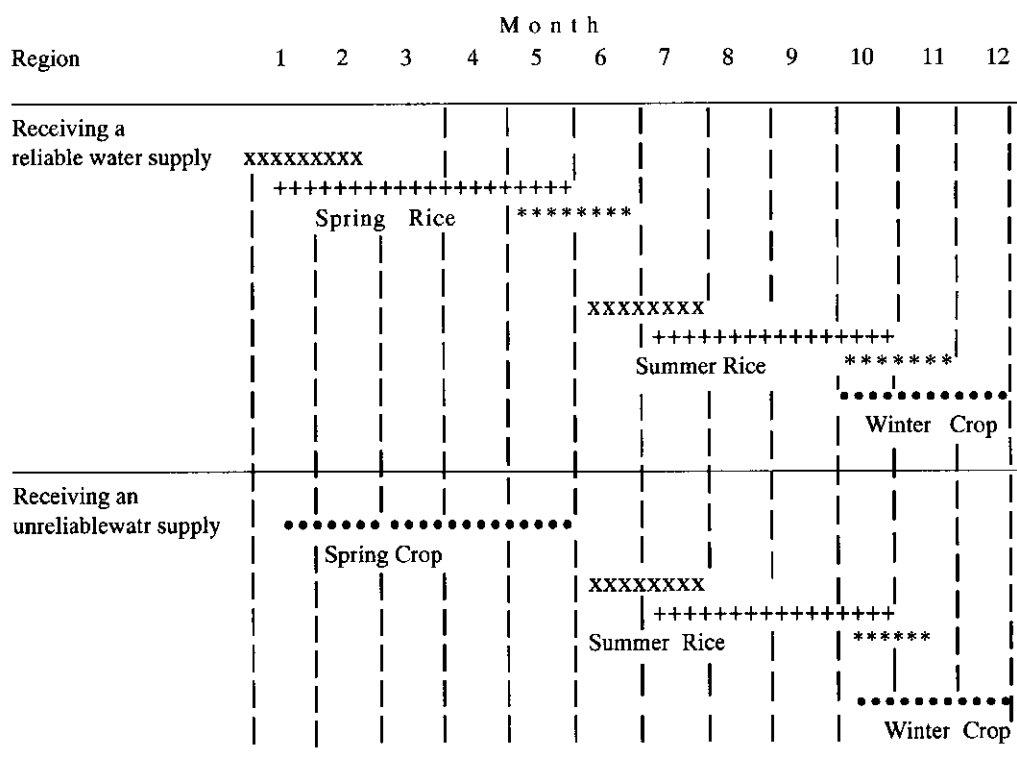 Month
Region 1 2 3 4 5 6 7 8 9 10 11 12
Receiving a
reliable water supply xxxxxxxxx
+++++++++++++++++++
Spring Rice ********
xxxxxxxx
++++++++++++++++
Summer Rice *******
••••••••••••
Winter Crop
Receiving an
unreliablewatr supply ••••••• ••••••••••••
Spring Crop
xxxxxxxx
++++++++++++++++
Summer Rice ******
•••••••••••
Winter Crop